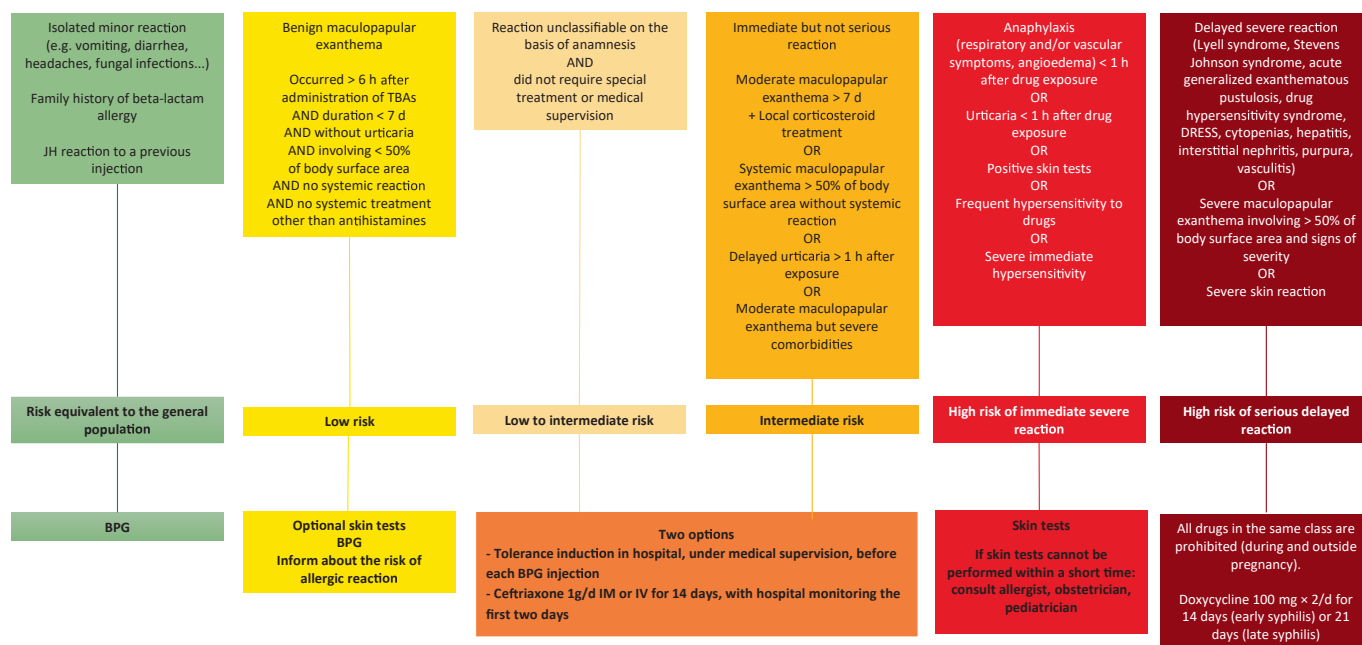 Isolated minor reaction
(e.g. vomiting, diarrhea,
headaches, fungal infections...)
Family history of beta-lactam
allergy
JH reaction to a previous
injection
Risk equivalent to the general
population
BPG
Benign maculopapular
exanthema
Occurred > 6 h after
administration of TBAs
AND duration < 7 d
AND without urticaria
AND involving < 50%
of body surface area
AND no systemic reaction
AND no systemic treatment
other than antihistamines
Low risk
Optional skin tests
BPG
Inform about the risk of
allergic reaction
Reaction unclassifiable on the
basis of anamnesis
AND
did not require special
treatment or medical
supervision
Low to intermediate risk
Immediate but not serious
reaction
Moderate maculopapular
exanthema > 7 d
+ Local corticosteroid
treatment
OR
Systemic maculopapular
exanthema > 50% of body
surface area without systemic
reaction
OR
Delayed urticaria > 1 h after
exposure
OR
Moderate maculopapular
exanthema but severe
comorbidities
Intermediate risk
Two options
- Tolerance induction in hospital, under medical supervision, before
each BPG injection
- Ceftriaxone 1g/d IM or IV for 14 days, with hospital monitoring the
first two days
Anaphylaxis
(respiratory and/or vascular
symptoms, angioedema) < 1 h
after drug exposure
OR
Urticaria < 1 h after drug
exposure
OR
Positive skin tests
OR
Frequent hypersensitivity to
drugs
OR
Severe immediate
hypersensitivity
High risk of immediate severe
reaction
Skin tests
If skin tests cannot be
performed within a short time:
consult allergist, obstetrician,
pediatrician
Delayed severe reaction
(Lyell syndrome, Stevens
Johnson syndrome, acute
generalized exanthematous
pustulosis, drug
hypersensitivity syndrome,
DRESS, cytopenias, hepatitis,
interstitial nephritis, purpura,
vasculitis)
OR
Severe maculopapular
exanthema involving > 50% of
body surface area and signs of
severity
OR
Severe skin reaction
High risk of serious delayed
reaction
All drugs in the same class are
prohibited (during and outside
pregnancy).
Doxycycline 100 mg × 2/d for
14 days (early syphilis) or 21
days (late syphilis)